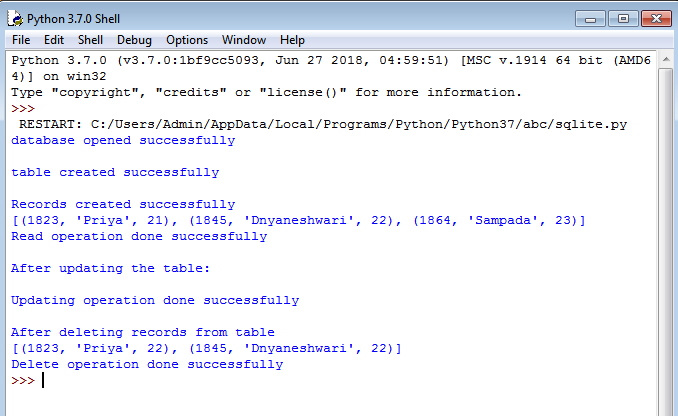 Python 3.7.0 Shell
File Edit Shell Debug Options Window Help
Python 3.7.0 (v3.7.0:1bf9cc5093, Jun 27 2018, 04:59:51) [MSC v.1914 64 bit (AMD6
4)] on win32
Type "copyright", "credits" or "license()" for more information.
>>>
 RESTART: C:/Users/Admin/AppData/Local/Programs/Python/Python37/abc/sqlite.py
database opened successfully
table created successfully
Records created successfully
[(1823, 'Priya', 21), (1845, 'Dnyaneshwari', 22), (1864, 'Sampada', 23)]
Read operation done successfully
After updating the table:
Updating operation done successfully
After deleting records from table
[(1823, 'Priya', 22), (1845, 'Dnyaneshwari', 22)]
Delete operation done successfully
>>>